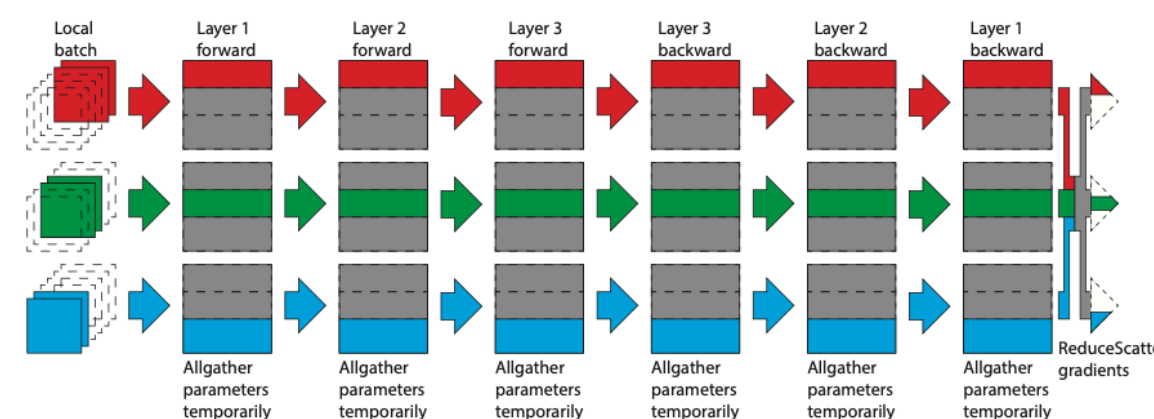 Local
batch
Layer 1
forward
Layer 2
forward
Layer 3
forward
Layer 3
backward
Layer 2
backward
Layer 1
backward
Allgather
parameters
temporarily
Allgather
parameters
temporarily
Allgather
parameters
temporarily
Allgather
parameters
temporarily
Allgather
parameters
temporarily
Allgather
parameters
temporarily
ReduceScatte
gradients